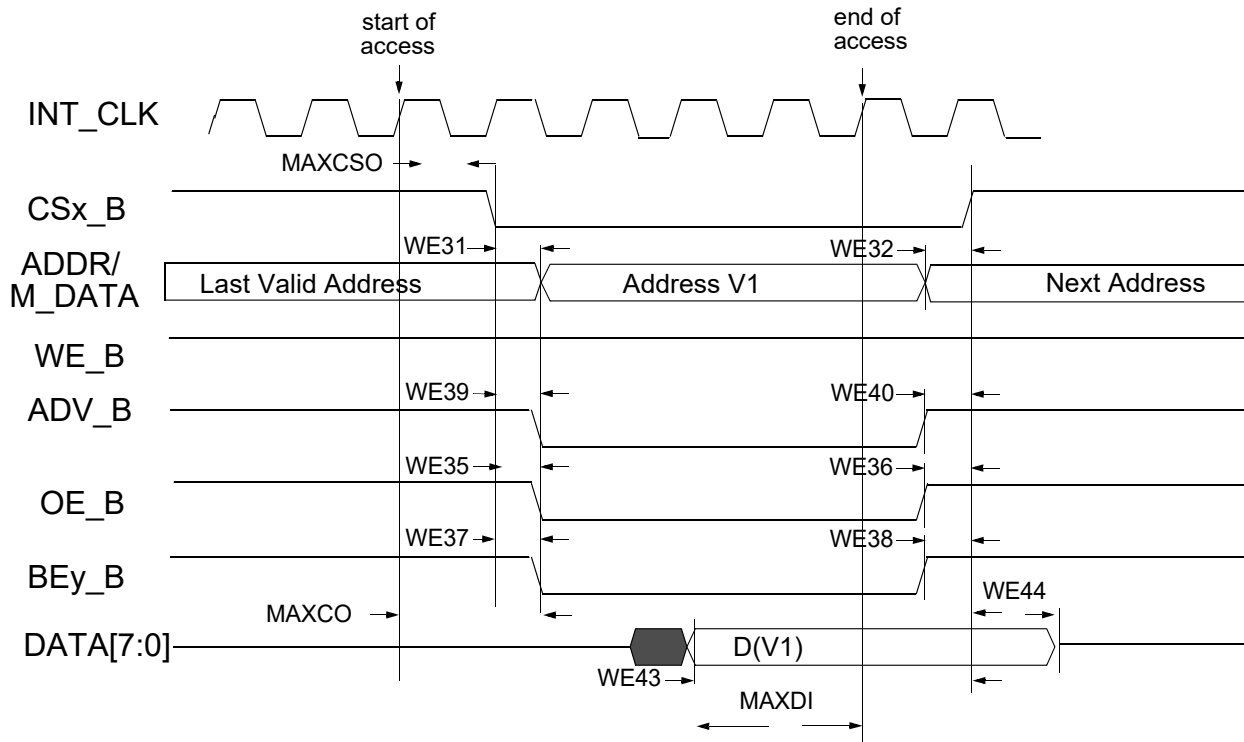 start of
access
end of
access
INT_CLK
MAXCSO
CSx_B
WE31
WE32
ADDR/
M_DATA
Last Valid Address
Address V1
Next Address
WE_B
WE39
WE40
ADV_B
WE35
WE36
OE_B
WE37
WE38
BEy_B
WE44
MAXCO
DATA[7:0]
D(V1)
WE43
MAXDI